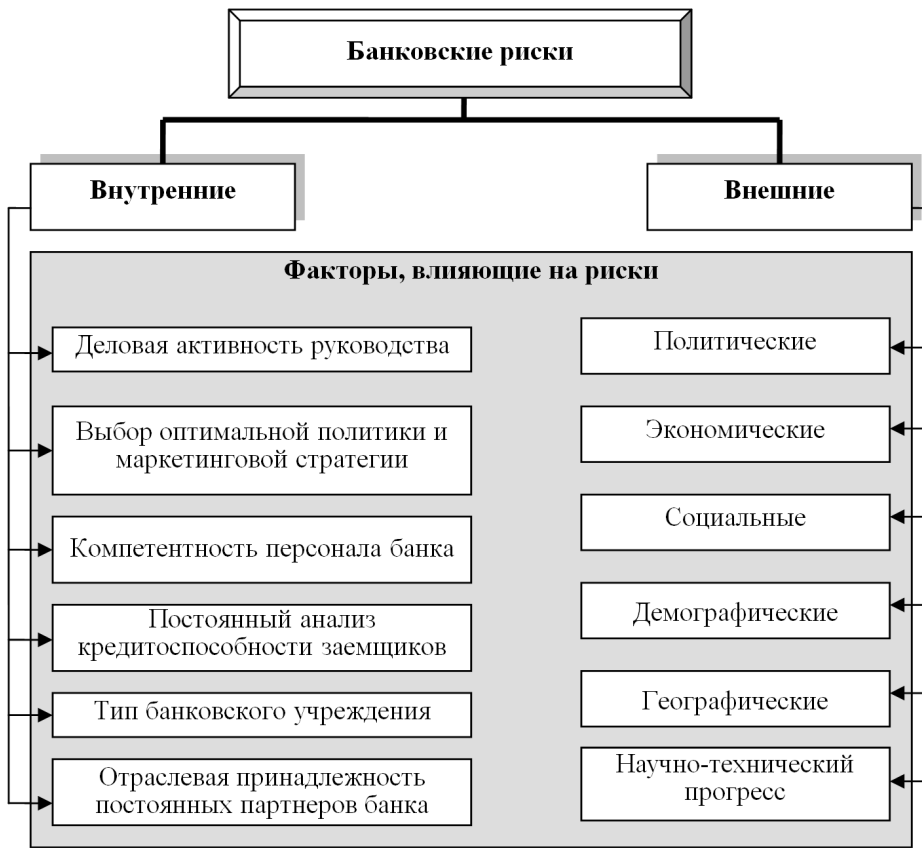 Банковские риски
Внутренние
Внешние
Факторы, влияющие на риски
Деловая активность руководства
Выбор оптимальной политики и
маркетинговой стратегии
Компетентность персонала банка
Постоянный анализ
кредитоспособности заемщиков
Тип банковского учреждения
Отраслевая принадлежность
постоянных партнеров банка
Политические
Экономические
Социальные
Демографические
Географические
Научно-технический
прогресс